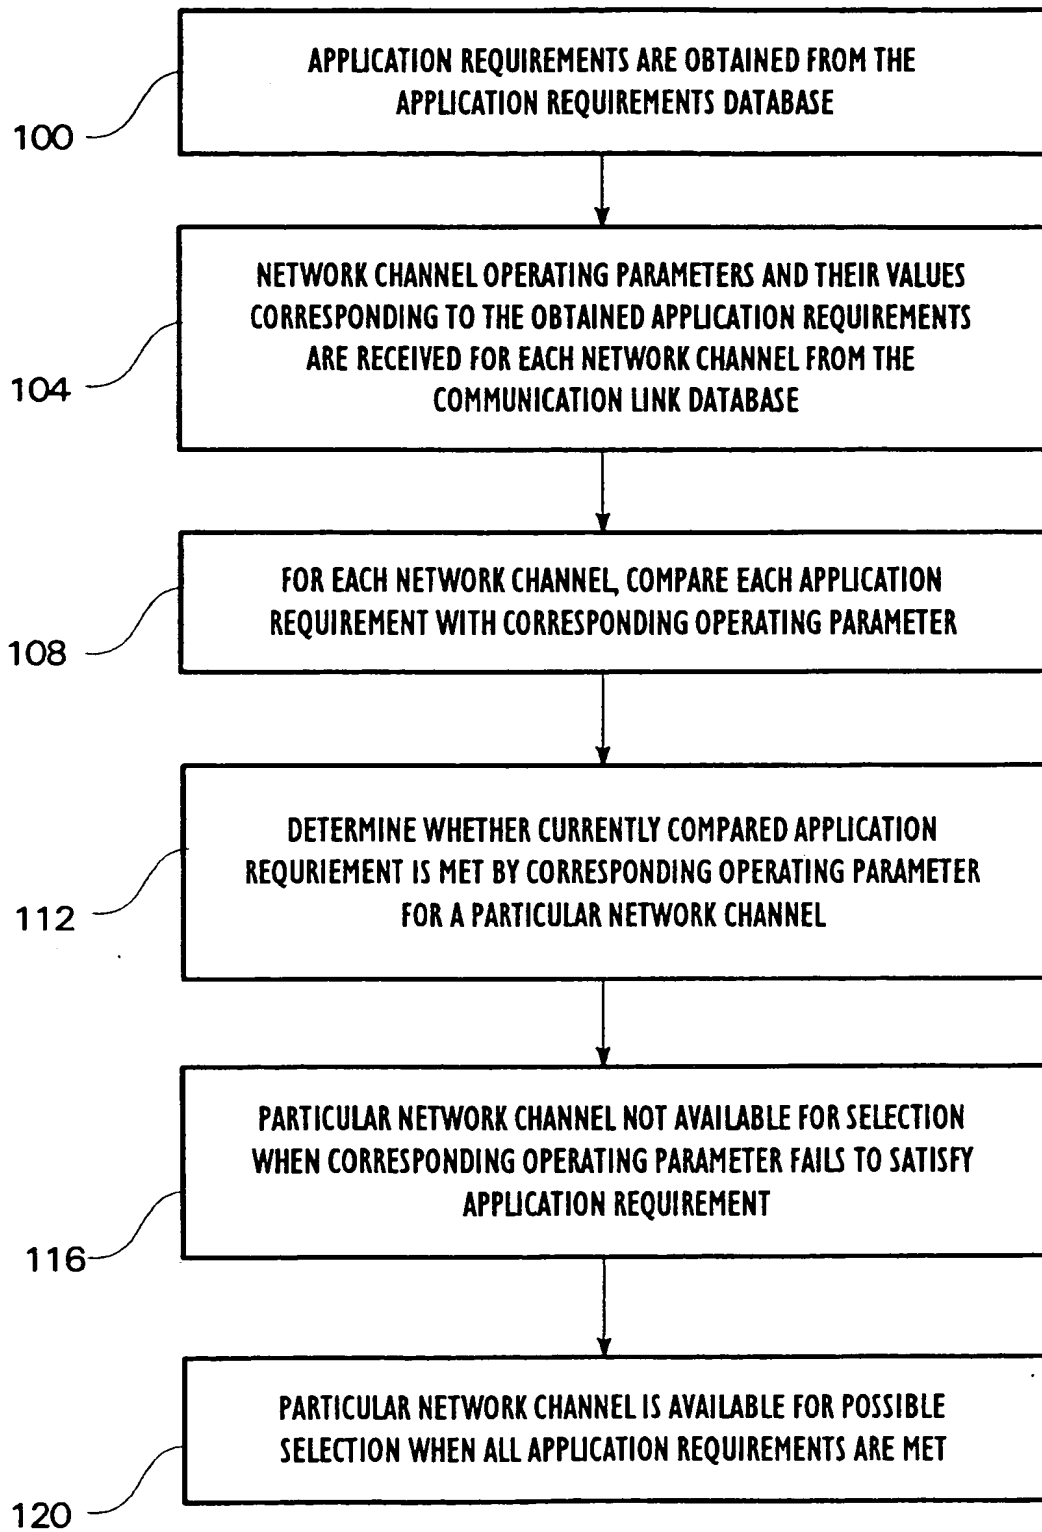 APPLICATION REQUIREMENTS ARE OBTAINED FROM THE
APPLICATION REQUIREMENTS DATABASE
100
NETWORK CHANNEL OPERATING PARAMETERS AND THEIR VALUES
CORRESPONDING TO THE OBTAINED APPLICATION REQUIREMENTS
ARE RECEIVED FOR EACH NETWORK CHANNEL FROM THE
COMMUNICATION LINK DATABASE
104
FOR EACH NETWORK CHANNEL, COMPARE EACH APPLICATION
REQUIREMENT WITH CORRESPONDING OPERATING PARAMETER
108
DETERMINE WHETHER CURRENTLY COMPARED APPLICATION
REQURIEMENT IS MET BY CORRESPONDING OPERATING PARAMETER
FOR A PARTICULAR NETWORK CHANNEL
112
PARTICULAR NETWORK CHANNEL NOT AVAILABLE FOR SELECTION
WHEN CORRESPONDING OPERATING PARAMETER FAILS TO SATISFY
APPLICATION REQUIREMENT
116
PARTICULAR NETWORK CHANNEL IS AVAILABLE FOR POSSIBLE
SELECTION WHEN ALL APPLICATION REQUIREMENTS ARE MET
120